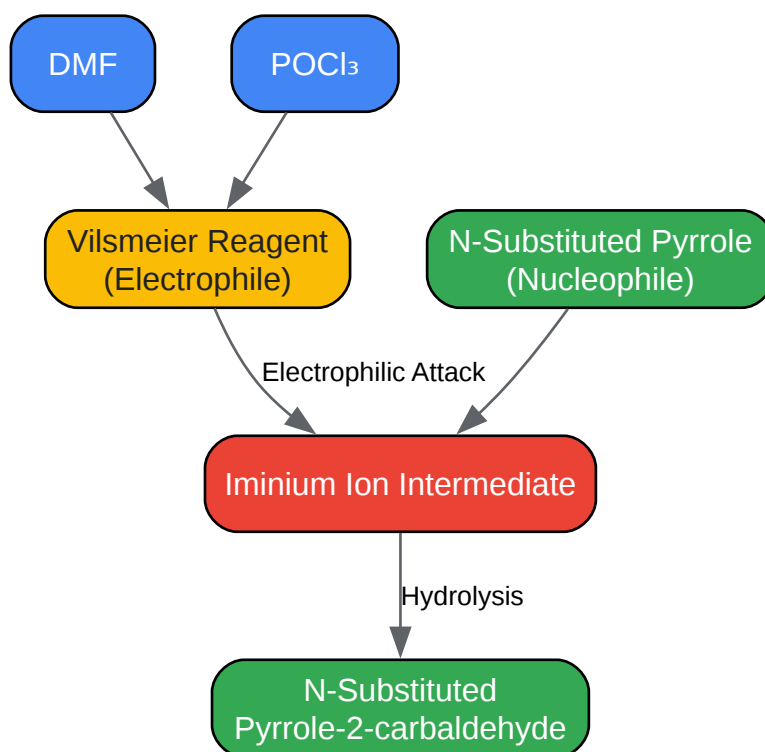 DMF
POCl₃
Vilsmeier Reagent
(Electrophile)
N-Substituted Pyrrole
(Nucleophile)
Electrophilic Attack
Iminium Ion Intermediate
Hydrolysis
N-Substituted
Pyrrole-2-carbaldehyde